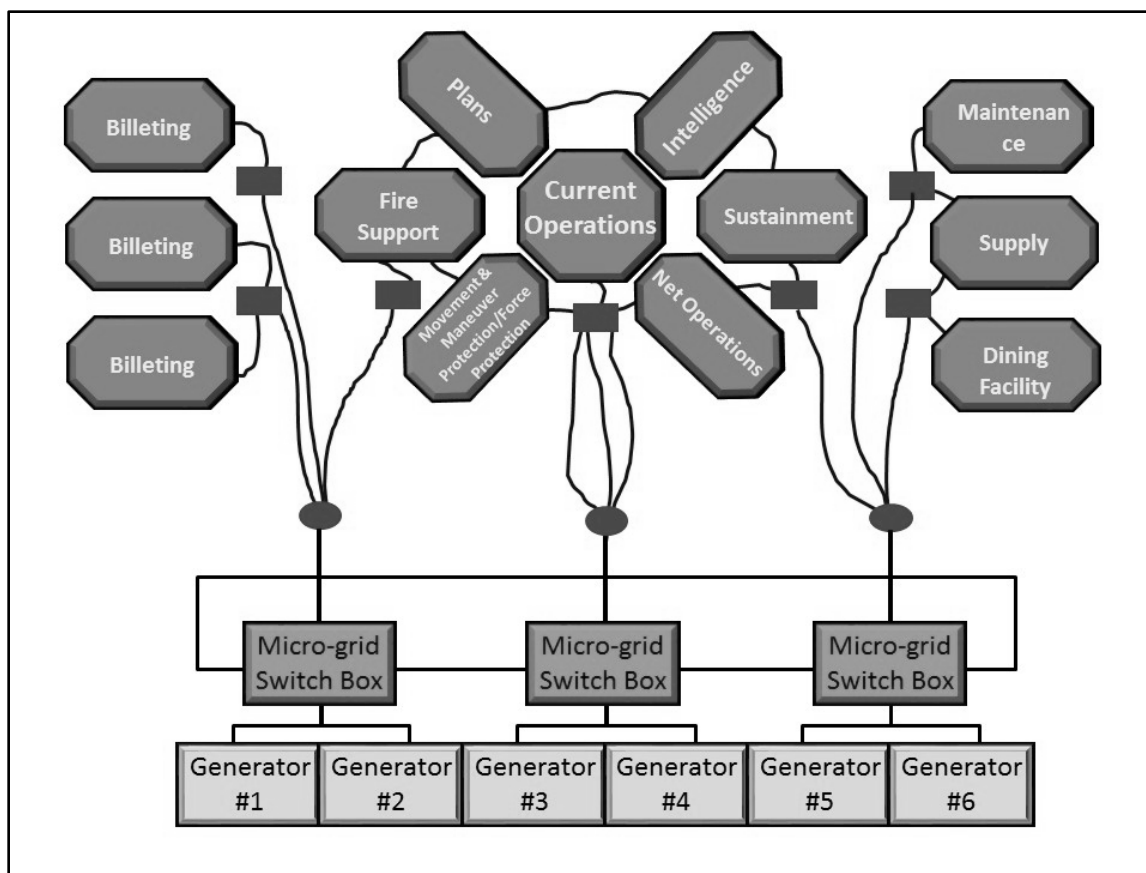 Billeting
Billeting
Billeting
Plans
Intelligence
Fire
Support
Current
Operations
Sustainment
Movement &
Maneuver
Protection/Force
Protection
Net Operations
Maintenan
ce
Supply
Dining
Facility
Micro-grid
Switch Box
Micro-grid
Switch Box
Micro-grid
Switch Box
Generator
#1
Generator
#2
Generator
#3
Generator
#4
Generator
#5
Generator
#6